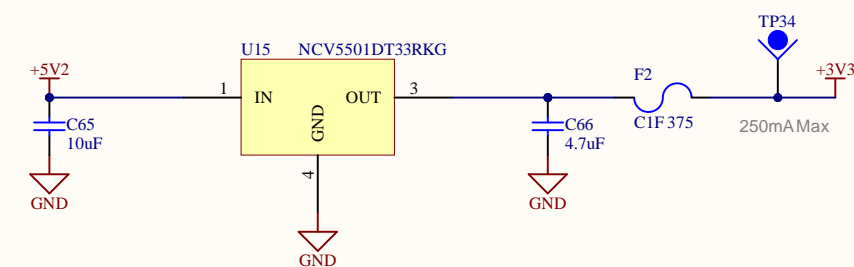 TP34
U15 NCV5501DT33RKG
+5V2
F2
+3V3
1
IN
OUT
3
C65
10uF
GND
C66
4.7uF
C1F 375
250mA Max
4
GND
GND
GND